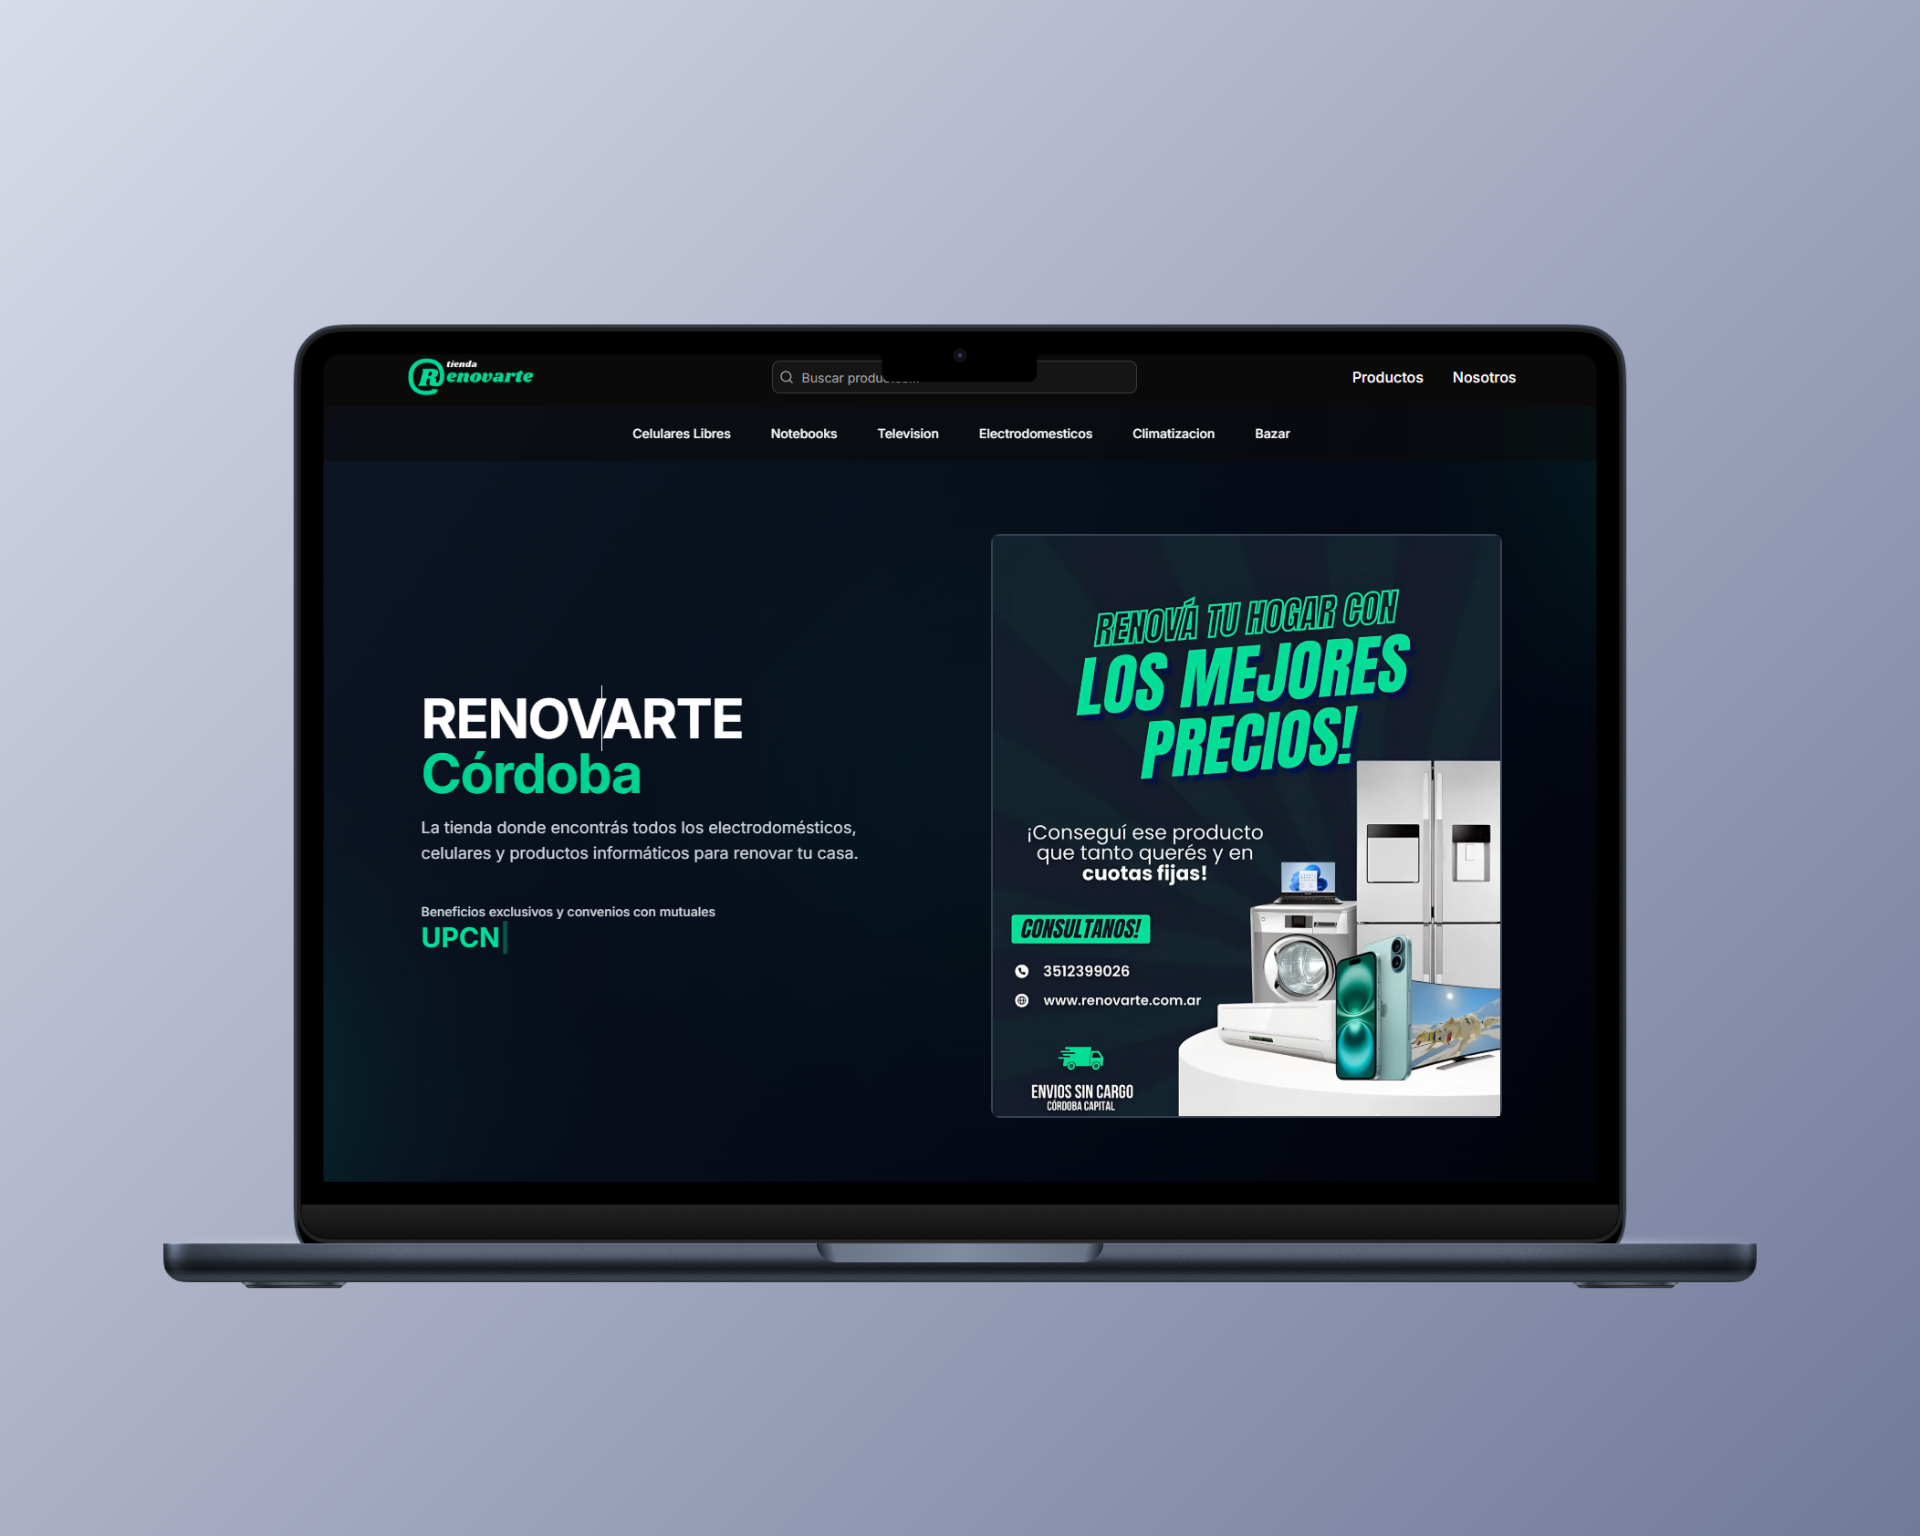 tienda
Renovarte
Buscar
Productos
Nosotros
Celulares Libres
Notebooks
Television
Electrodomesticos
Climatizacion
Bazar
RENOVARTE
Córdoba
La tienda donde encontrás todos los electrodomésticos,
celulares y productos informáticos para renovar tu casa.
Beneficios exclusivos y convenios con mutuales
UPCN
RENOVÁ TU HOGAR CON
LOS MEJORES
PRECIOS!
¡Conseguí ese producto
que tanto querés y en
cuotas fijas!
CONSULTANOS!
3512399026
www.renovarte.com.ar
ENVIOS SIN CARGO
CÓRDOBA CAPITAL